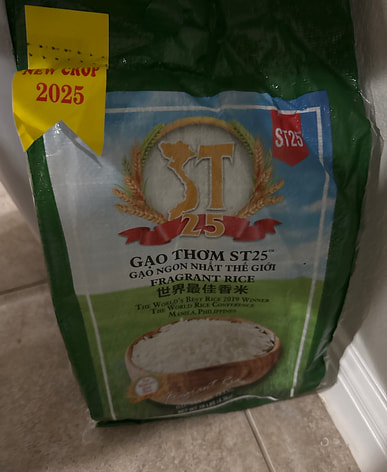 NEW CROP
2025
ST25
ST
25
GẠO THƠM ST25™
GẠO NGON NHẤT THẾ GIỚI
FRAGRANT RICE
世界最佳香米
THE WORLD'S BEST RICE 2019 WINNER
THE WORLD RICE CONFERENCE
MANILA PHILIPPINES